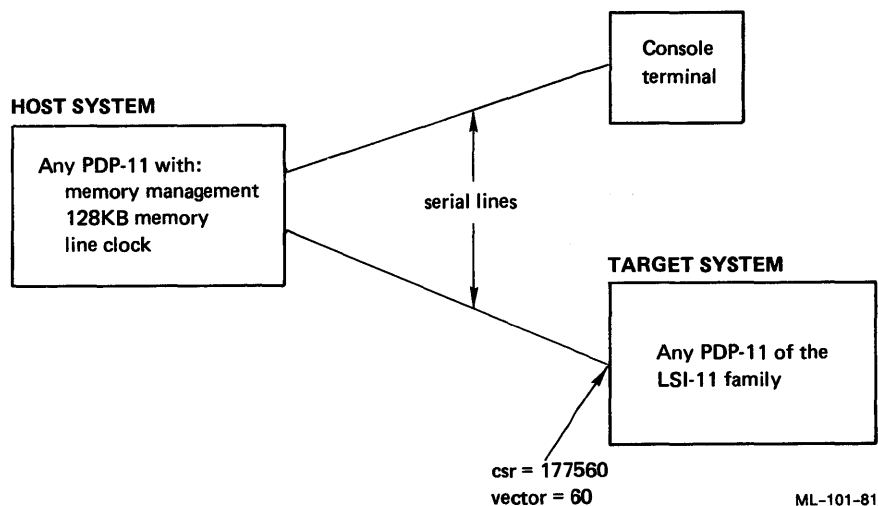 Console
terminal
HOST SYSTEM
Any PDP-11 with:
memory management
128KB memory
line clock
serial lines
TARGET SYSTEM
Any PDP-11 of the
LSI-11 family
csr = 177560
vector = 60
ML-101-81